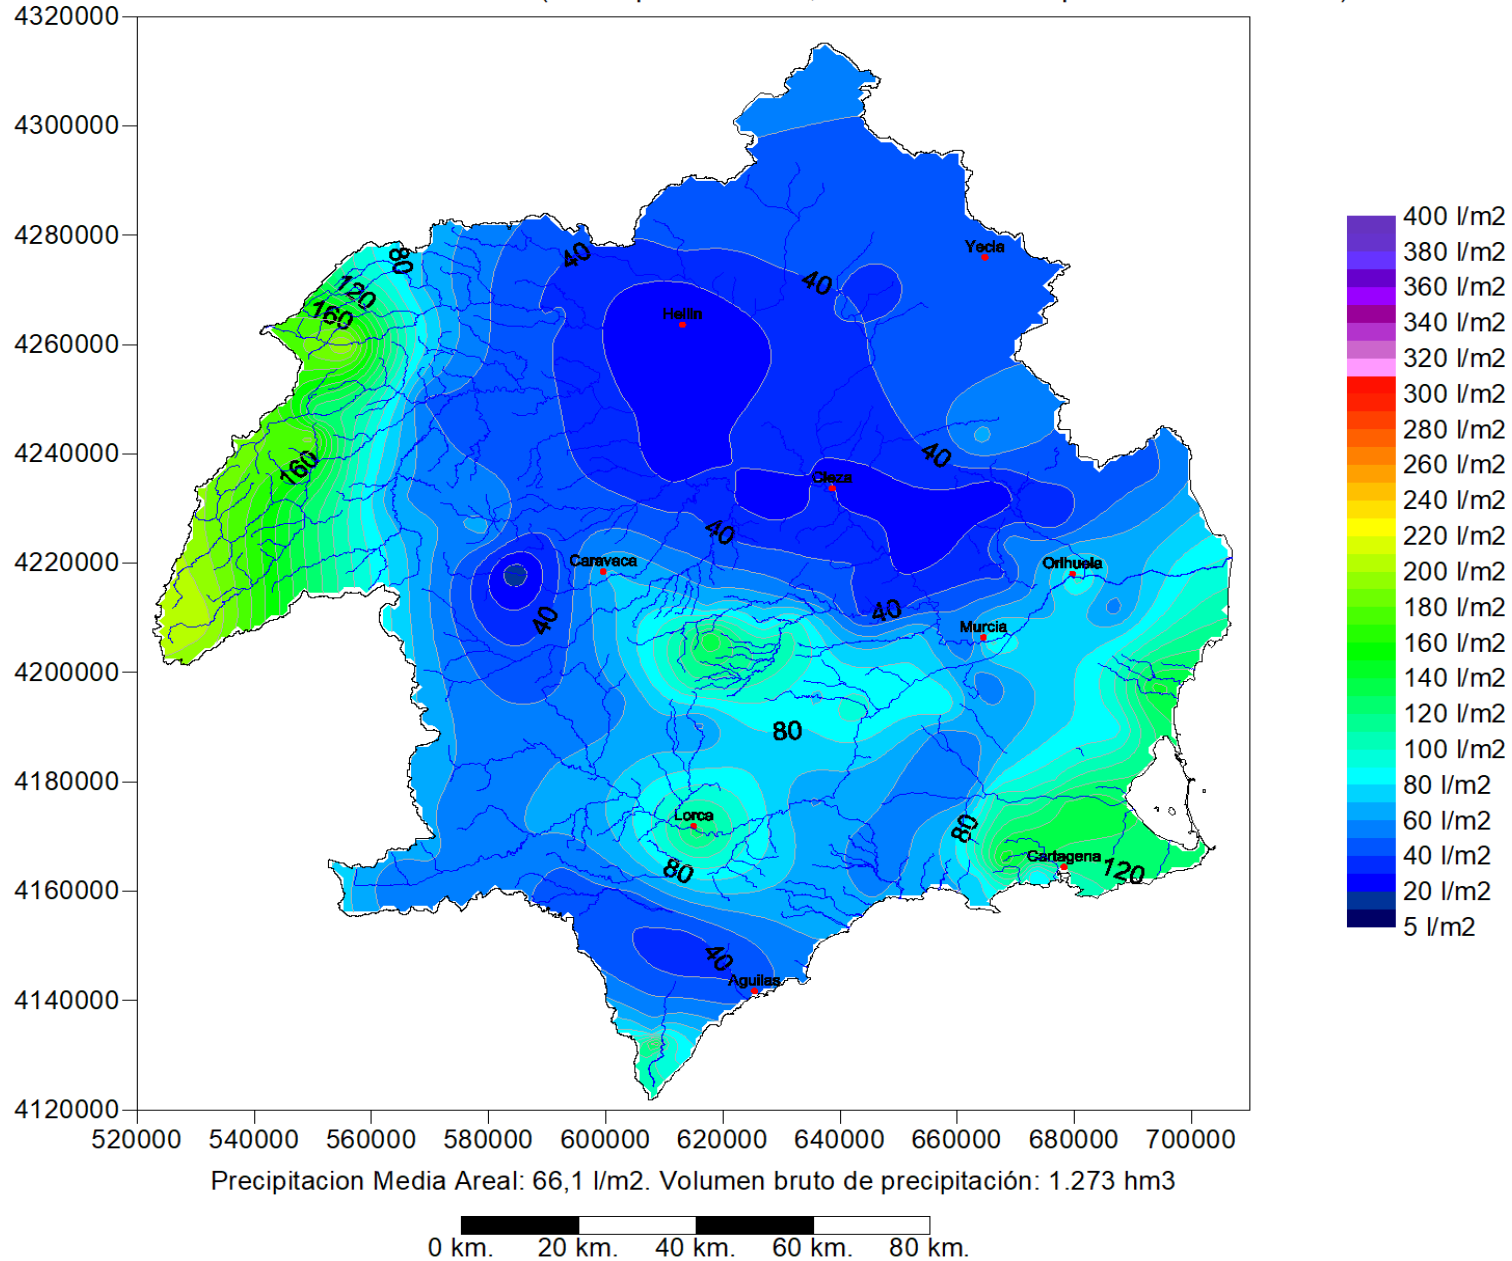 4320000
4300000
4280000
4260000
4240000
4220000
4200000
4180000
4160000
4140000
4120000
520000 540000 560000 580000 600000 620000 640000 660000 680000 700000
80
120
160
160
40
40
40
40
40
40
80
80
80
120
40
Yecla
Hellin
Cieza
Caravaca
Orihuela
Murcia
Lorca
Cartagena
Aguilas
400 l/m2
380 l/m2
360 l/m2
340 l/m2
320 l/m2
300 l/m2
280 l/m2
260 l/m2
240 l/m2
220 l/m2
200 l/m2
180 l/m2
160 l/m2
140 l/m2
120 l/m2
100 l/m2
80 l/m2
60 l/m2
40 l/m2
20 l/m2
5 l/m2
Precipitacion Media Areal: 66,1 l/m2. Volumen bruto de precipitación: 1.273 hm3
0 km. 20 km. 40 km. 60 km. 80 km.